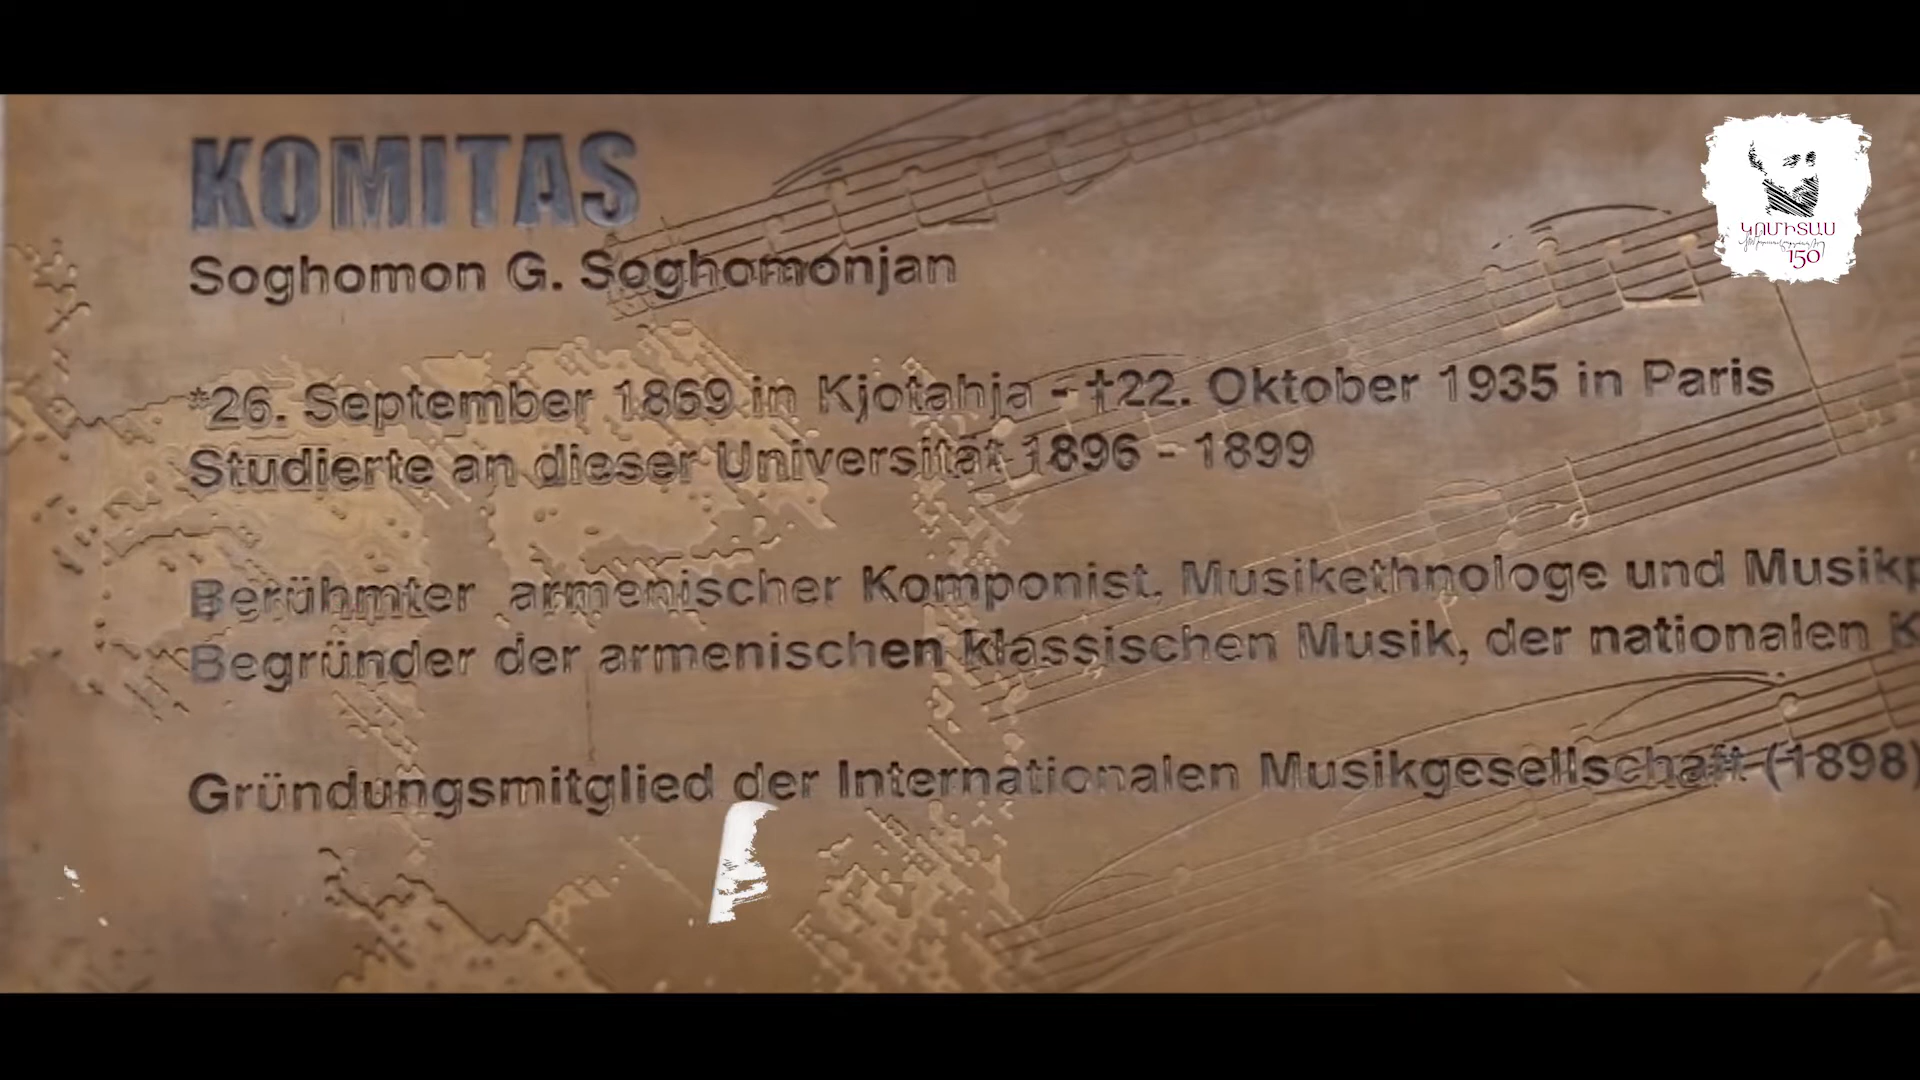 KOMITAS
Soghomon G. Soghomonjan
*26. September 1869 in Kjotahja - †22. Oktober 1935 in Paris
Studierte an dieser Universität 1896 - 1899
Berühmter armenischer Komponist, Musikethnologe und Musikp
Begründer der armenischen klassischen Musik, der nationalen K
Gründungsmitglied der Internationalen Musikgesellschaft (1898)
ԿՈՄԻՏԱՍ
150